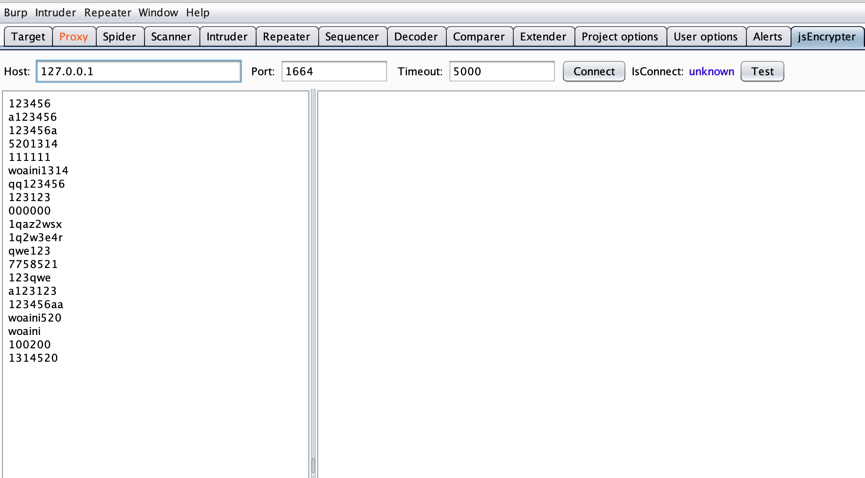 Burp Intruder Repeater Window Help
Target Proxy Spider Scanner Intruder Repeater Sequencer Decoder Comparer Extender Project options User options Alerts jsEncrypter
Host: 127.0.0.1 Port: 1664 Timeout: 5000 Connect IsConnect: unknown Test
123456
a123456
123456a
5201314
111111
woaini1314
qq123456
123123
000000
1qaz2wsx
1q2w3e4r
qwe123
7758521
123qwe
a123123
123456aa
woaini520
woaini
100200
1314520